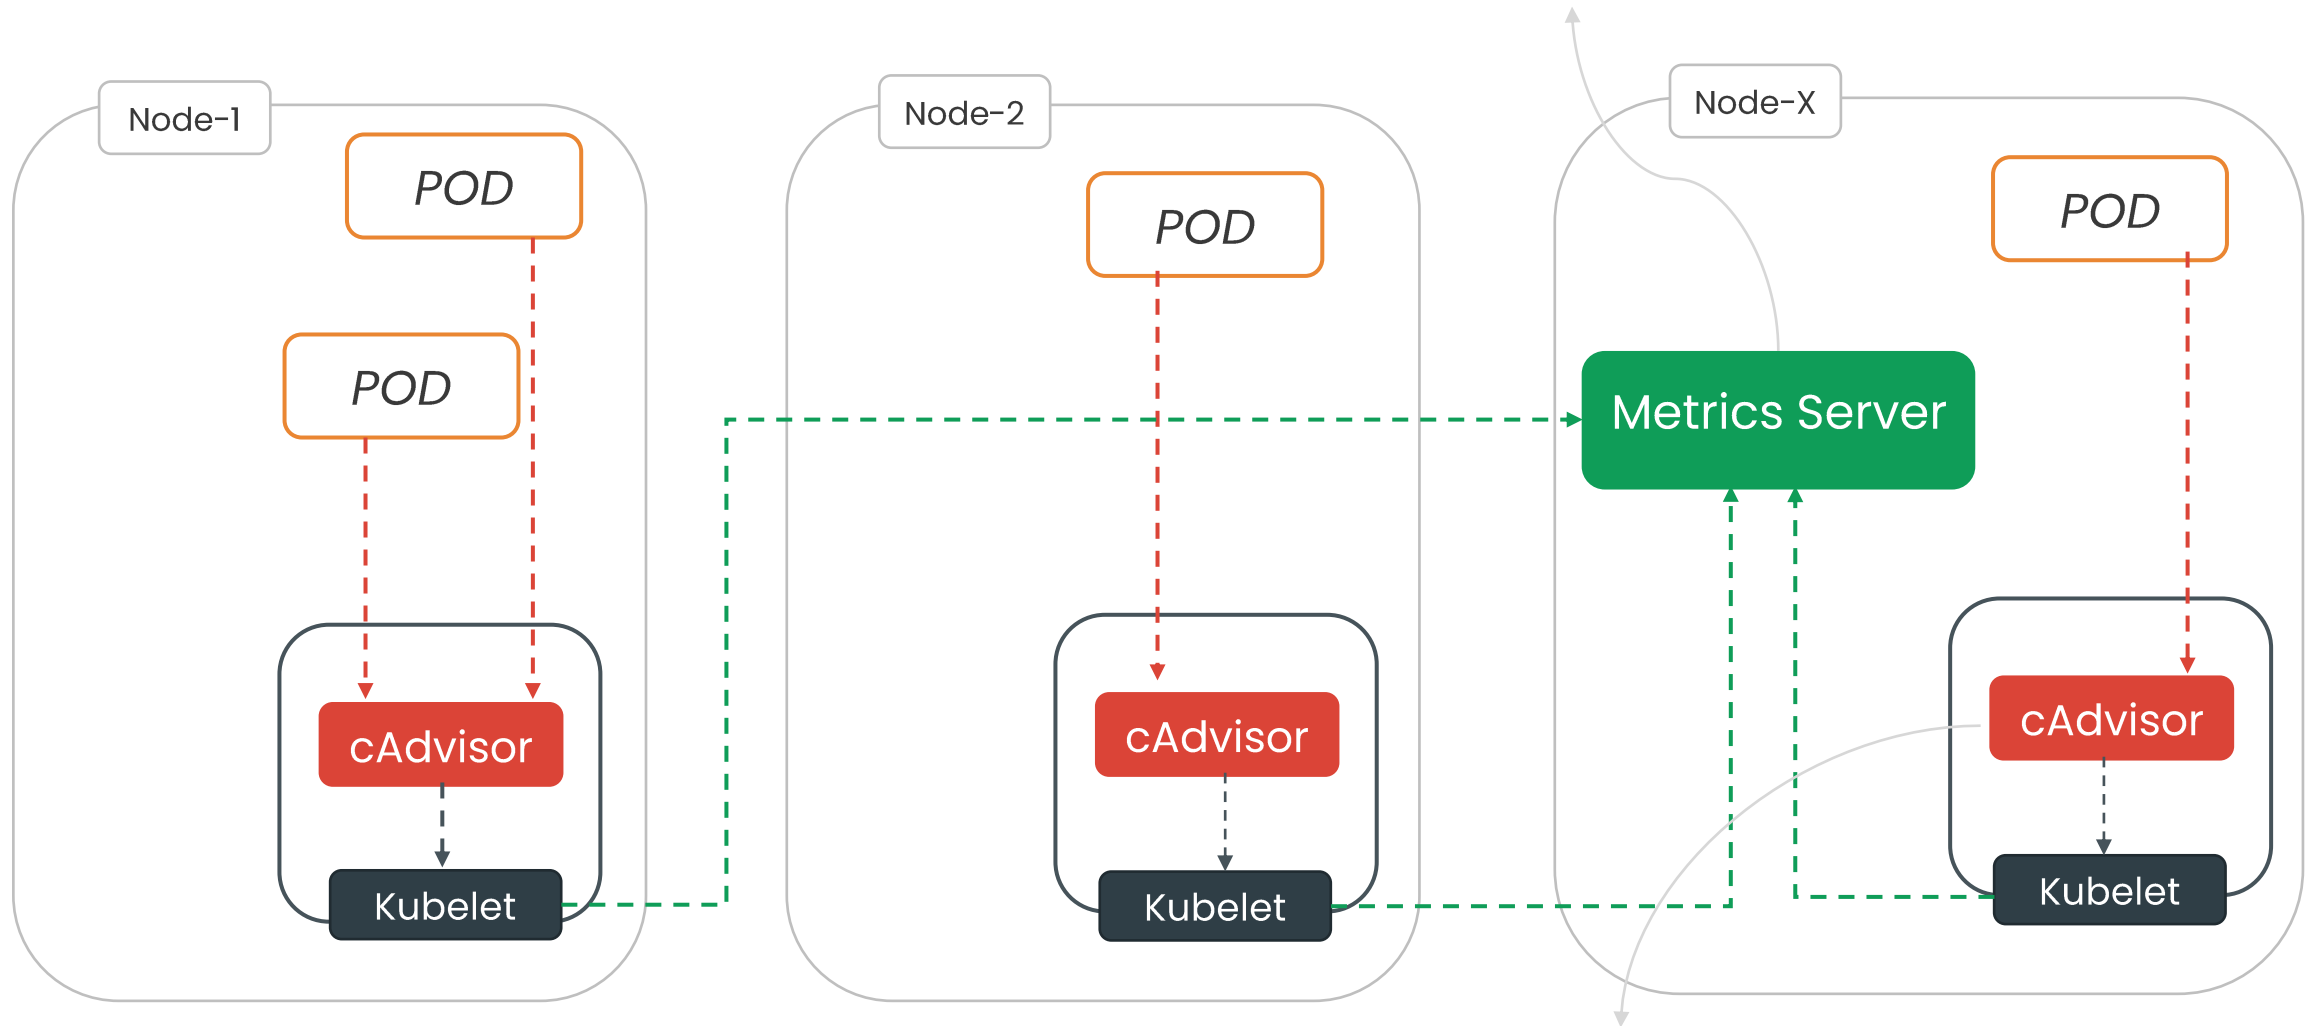 Node-1
POD
POD
cAdvisor
Kubelet
Node-2
POD
cAdvisor
Kubelet
Node-X
POD
Metrics Server
cAdvisor
Kubelet